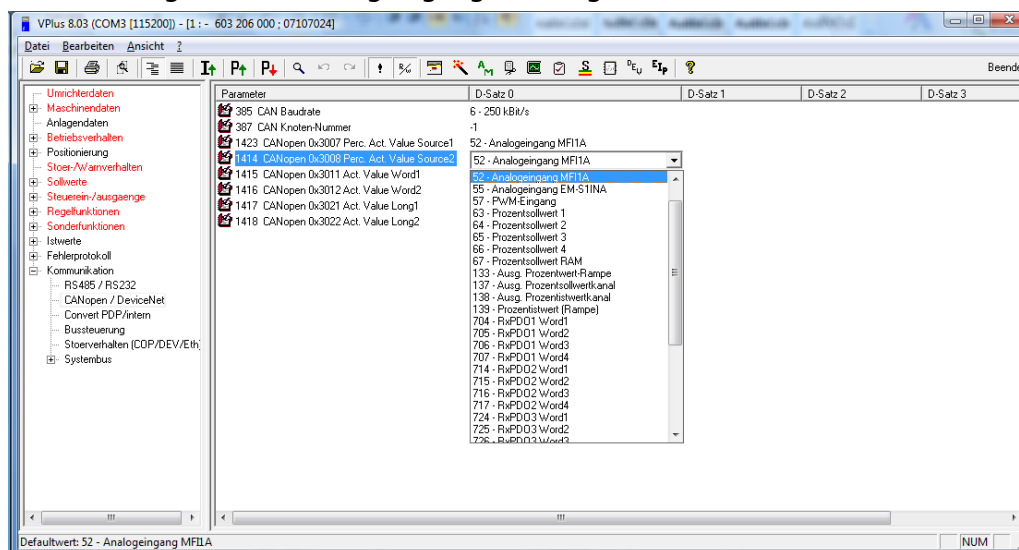 VPlus 8.03 (COM3 [115200]) - [1 : - 603 206 000 ; 07107024]
Datei Bearbeiten Ansicht ?
Beende
Umrichterdaten
Maschinendaten
Anlagendaten
Betriebsverhalten
Positionierung
Stoer-/Warnverhalten
Sollwerte
Steuerein-/ausgaenge
Regelfunktionen
Sonderfunktionen
Istwerte
Fehlerprotokoll
Kommunikation
RS485 / RS232
CANopen / DeviceNet
Convert PDP/intern
Bussteuerung
Stoerverhalten (COP/DEV/Eth)
Systembus
Parameter D-Satz 0 D-Satz 1 D-Satz 2 D-Satz 3
385 CAN Baudrate 6 - 250 kBit/s
387 CAN Knoten-Nummer -1
1423 CANopen 0x3007 Perc. Act. Value Source1 52 - Analogeingang MFI1A
1414 CANopen 0x3008 Perc. Act. Value Source2 52 - Analogeingang MFI1A
1415 CANopen 0x3011 Act. Value Word1
1416 CANopen 0x3012 Act. Value Word2
1417 CANopen 0x3021 Act. Value Long1
1418 CANopen 0x3022 Act. Value Long2
52 - Analogeingang MFI1A
55 - Analogeingang EM-S1INA
57 - PWM-Eingang
63 - Prozentsollwert 1
64 - Prozentsollwert 2
65 - Prozentsollwert 3
66 - Prozentsollwert 4
67 - Prozentsollwert RAM
133 - Ausg. Prozentwert-Rampe
137 - Ausg. Prozentsollwertkanal
138 - Ausg. Prozentistwertkanal
139 - Prozentistwert (Rampe)
704 - RxPDO1 Word1
705 - RxPDO1 Word2
706 - RxPDO1 Word3
707 - RxPDO1 Word4
714 - RxPDO2 Word1
715 - RxPDO2 Word2
716 - RxPDO2 Word3
717 - RxPDO2 Word4
724 - RxPDO3 Word1
725 - RxPDO3 Word2
726 - RxPDO3 Word3
Defaultwert: 52 - Analogeingang MFI1A NUM